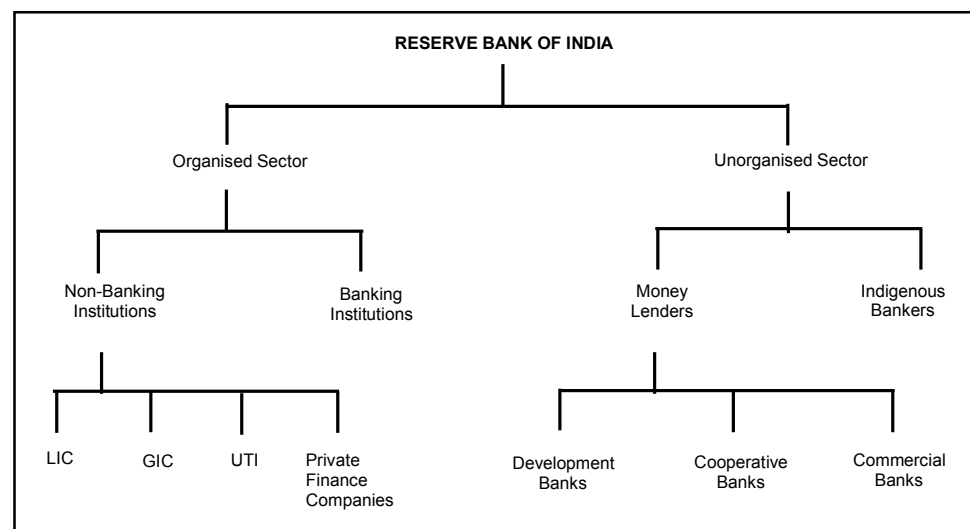 RESERVE BANK OF INDIA
Organised Sector
Unorganised Sector
Non-Banking
Institutions
Banking
Institutions
Money
Lenders
Indigenous
Bankers
LIC
GIC
UTI
Private
Finance
Companies
Development
Banks
Cooperative
Banks
Commercial
Banks